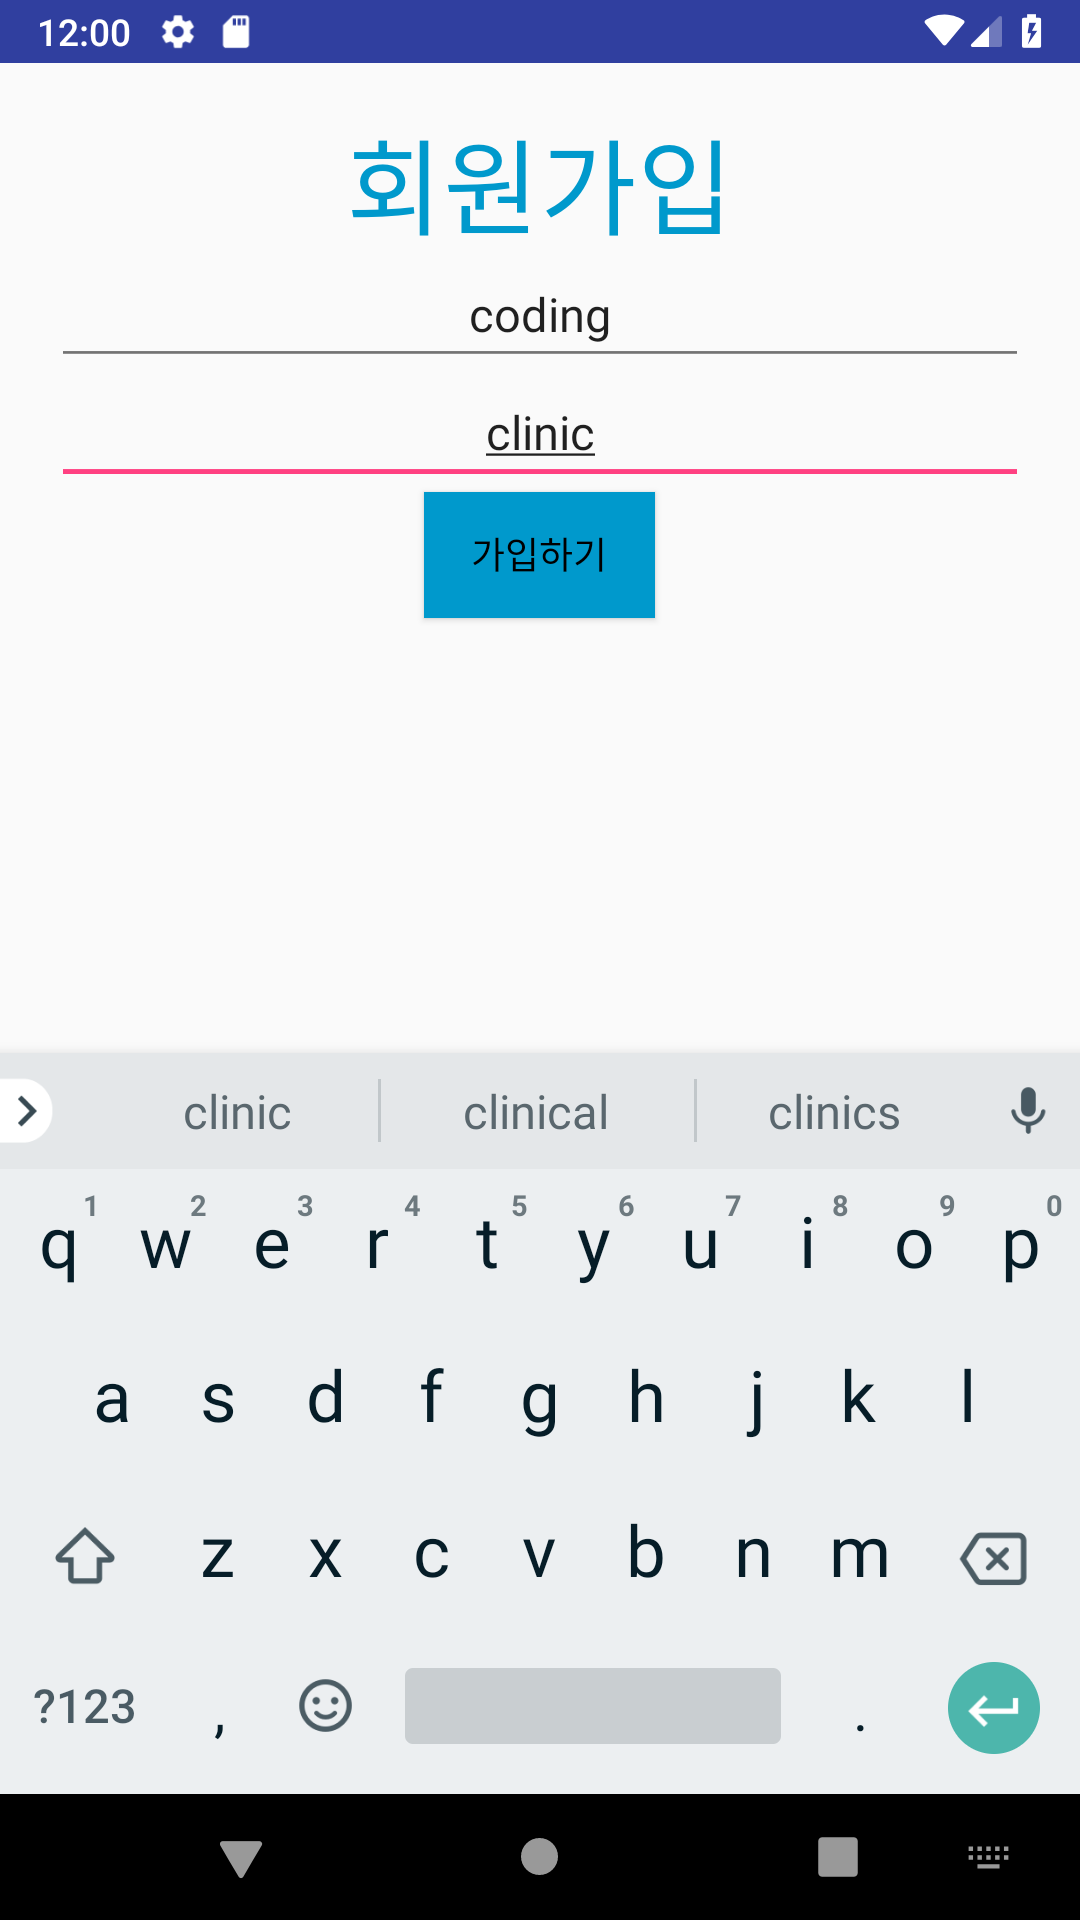 12:00
회원가입
coding
clinic
가입하기
clinic clinical clinics
1 2 3 4 5 6 7 8 9 0
q w e r t y u i o p
a s d f g h j k l
z x c v b n m
?123 , .